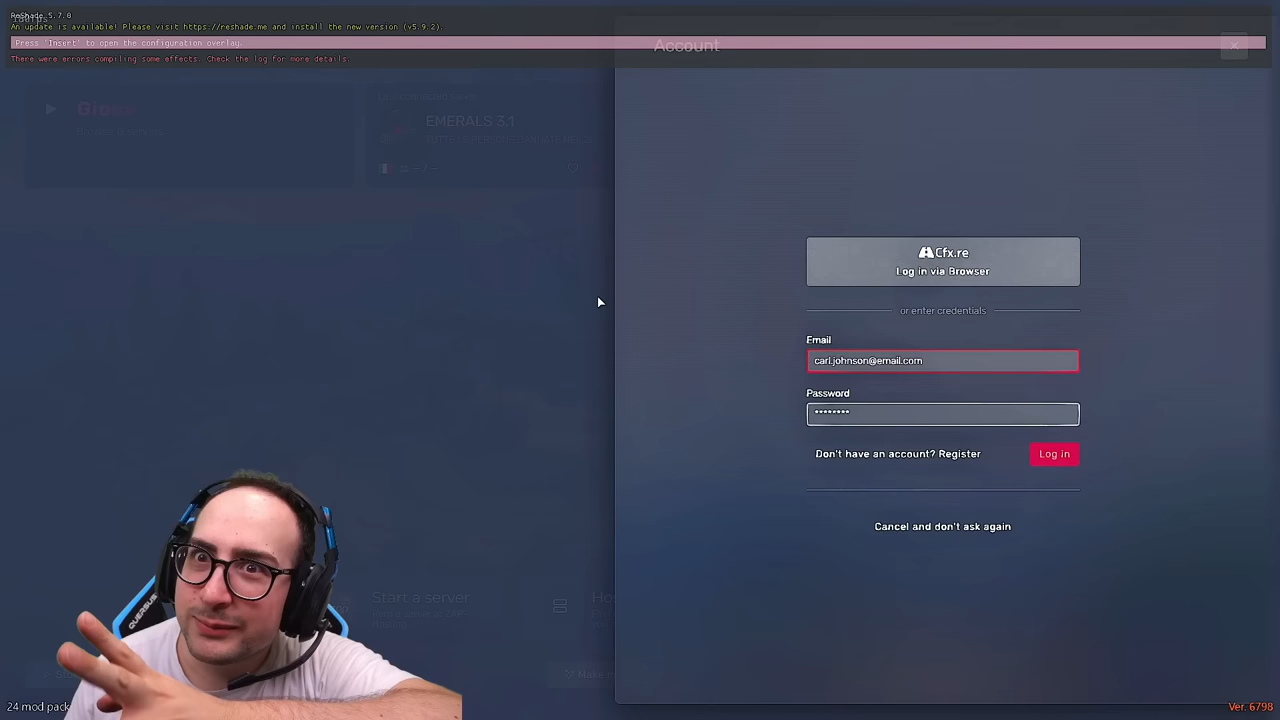 ReShade 5.7.0
An update is available! Please visit https://reshade.me and install the new version (v5.9.2)
Press 'Insert' to open the configuration overlay.
There were errors compiling some effects. Check the log for more details.
Account
EMERALS 3.1
Cfx.re
Log in via Browser
or enter credentials
Email
carl.johnson@email.com
Password
********
Don't have an account? Register
Log in
Cancel and don't ask again
Start a server
QUERSUS
24 mod pack
Ver. 6798